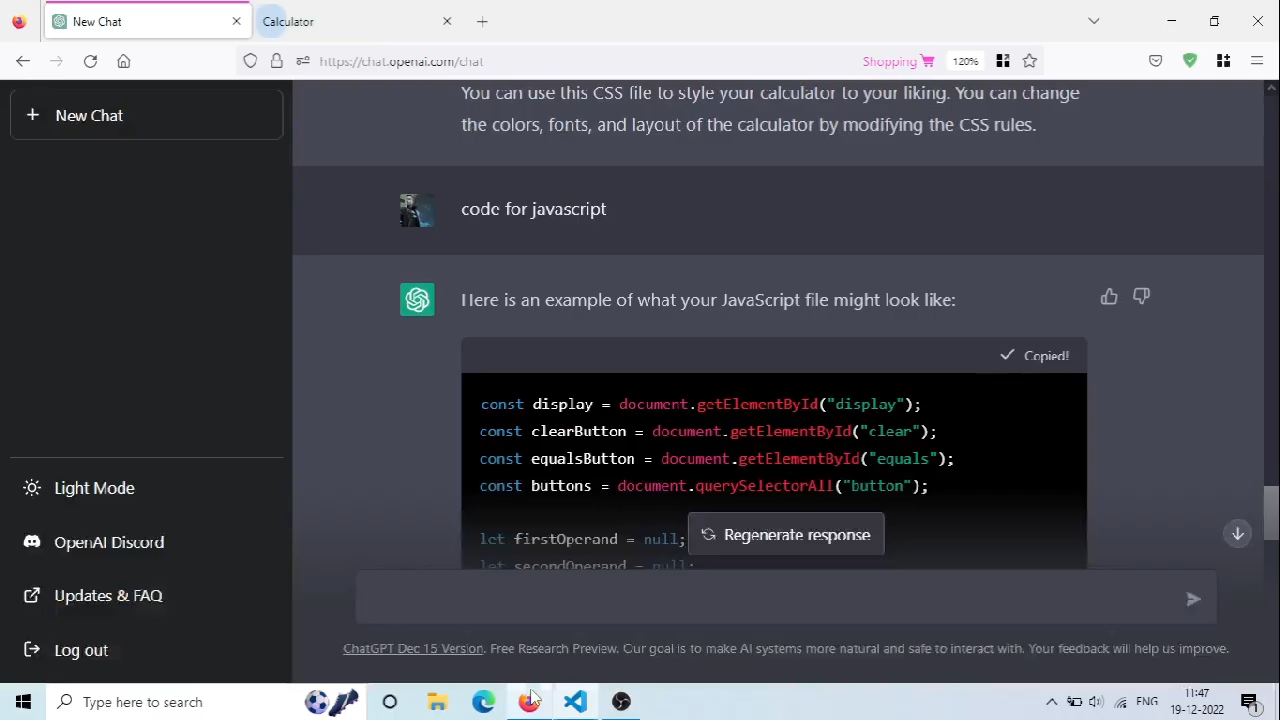 New Chat
Calculator
https://chat.openai.com/chat
Shopping
120%
New Chat
You can use this CSS file to style your calculator to your liking. You can change
the colors, fonts, and layout of the calculator by modifying the CSS rules.
code for javascript
Here is an example of what your JavaScript file might look like:
Copied!
const display = document.getElementById("display");
const clearButton = document.getElementById("clear");
const equalsButton = document.getElementById("equals");
const buttons = document.querySelectorAll("button");
let firstOperand = null;
let secondOperand = null;
Regenerate response
Light Mode
OpenAI Discord
Updates & FAQ
Log out
ChatGPT Dec 15 Version. Free Research Preview. Our goal is to make AI systems more natural and safe to interact with. Your feedback will help us improve.
Type here to search
ENG
11:47
19-12-2022
1